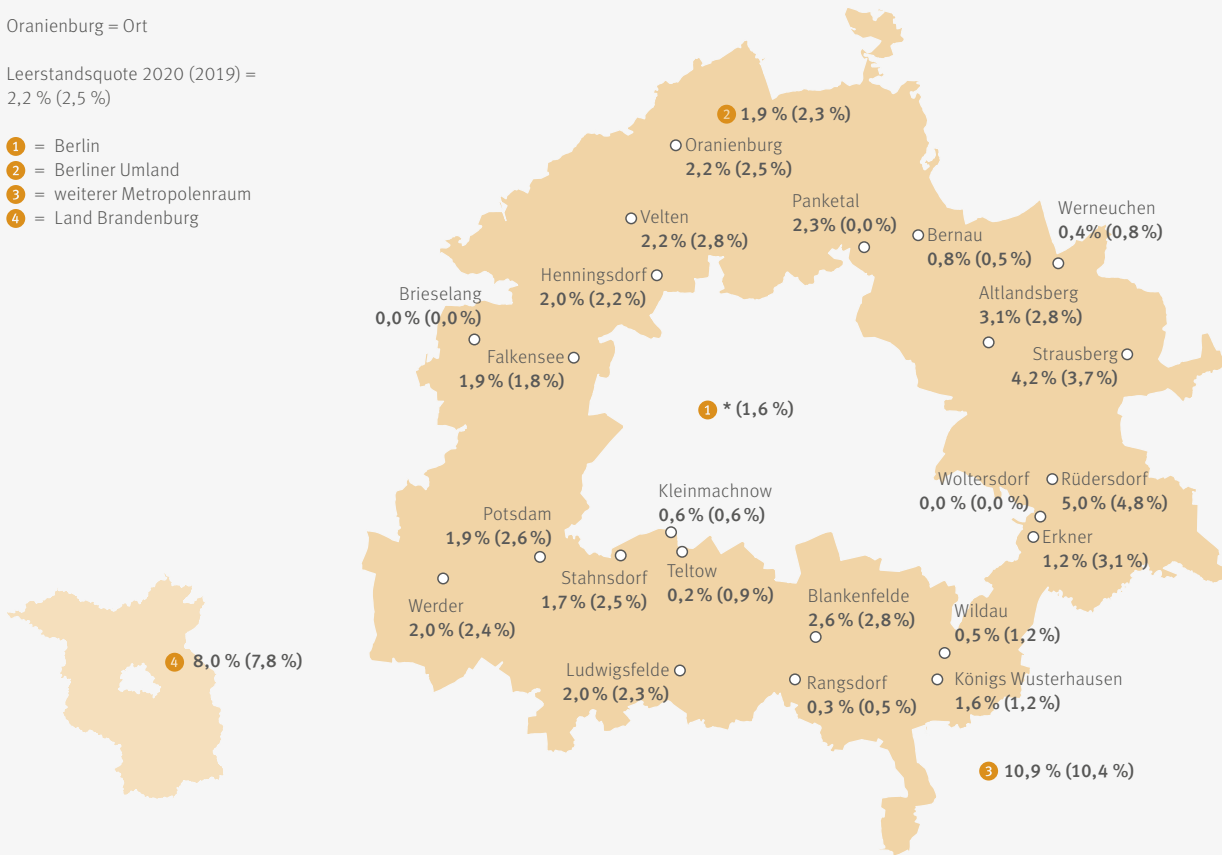 Oranienburg = Ort
Leerstandsquote 2020 (2019) =
2,2 % (2,5 %)
1 = Berlin
2 = Berliner Umland
3 = weiterer Metropolenraum
4 = Land Brandenburg
2 1,9 % (2,3 %)
Oranienburg
2,2 % (2,5 %)
Velten
2,2 % (2,8 %)
Panketal
2,3% (0,0 %)
Bernau
0,8% (0,5 %)
Werneuchen
0,4% (0,8 %)
Henningsdorf
2,0 % (2,2 %)
Brieselang
0,0% (0,0 %)
Falkensee
1,9 % (1,8 %)
Altlandsberg
3,1% (2,8 %)
Strausberg
4,2 % (3,7 %)
1 * (1,6 %)
Woltersdorf
0,0 % (0,0 %)
Rüdersdorf
5,0% (4,8 %)
Erkner
1,2 % (3,1 %)
Kleinmachnow
0,6 % (0,6 %)
Potsdam
1,9 % (2,6 %)
Stahnsdorf
1,7 % (2,5 %)
Teltow
0,2 % (0,9 %)
Werder
2,0 % (2,4 %)
Blankenfelde
2,6 % (2,8 %)
Wildau
0,5 % (1,2 %)
Ludwigsfelde
2,0 % (2,3 %)
Rangsdorf
0,3 % (0,5 %)
Königs Wusterhausen
1,6 % (1,2 %)
4 8,0 % (7,8 %)
3 10,9 % (10,4 %)